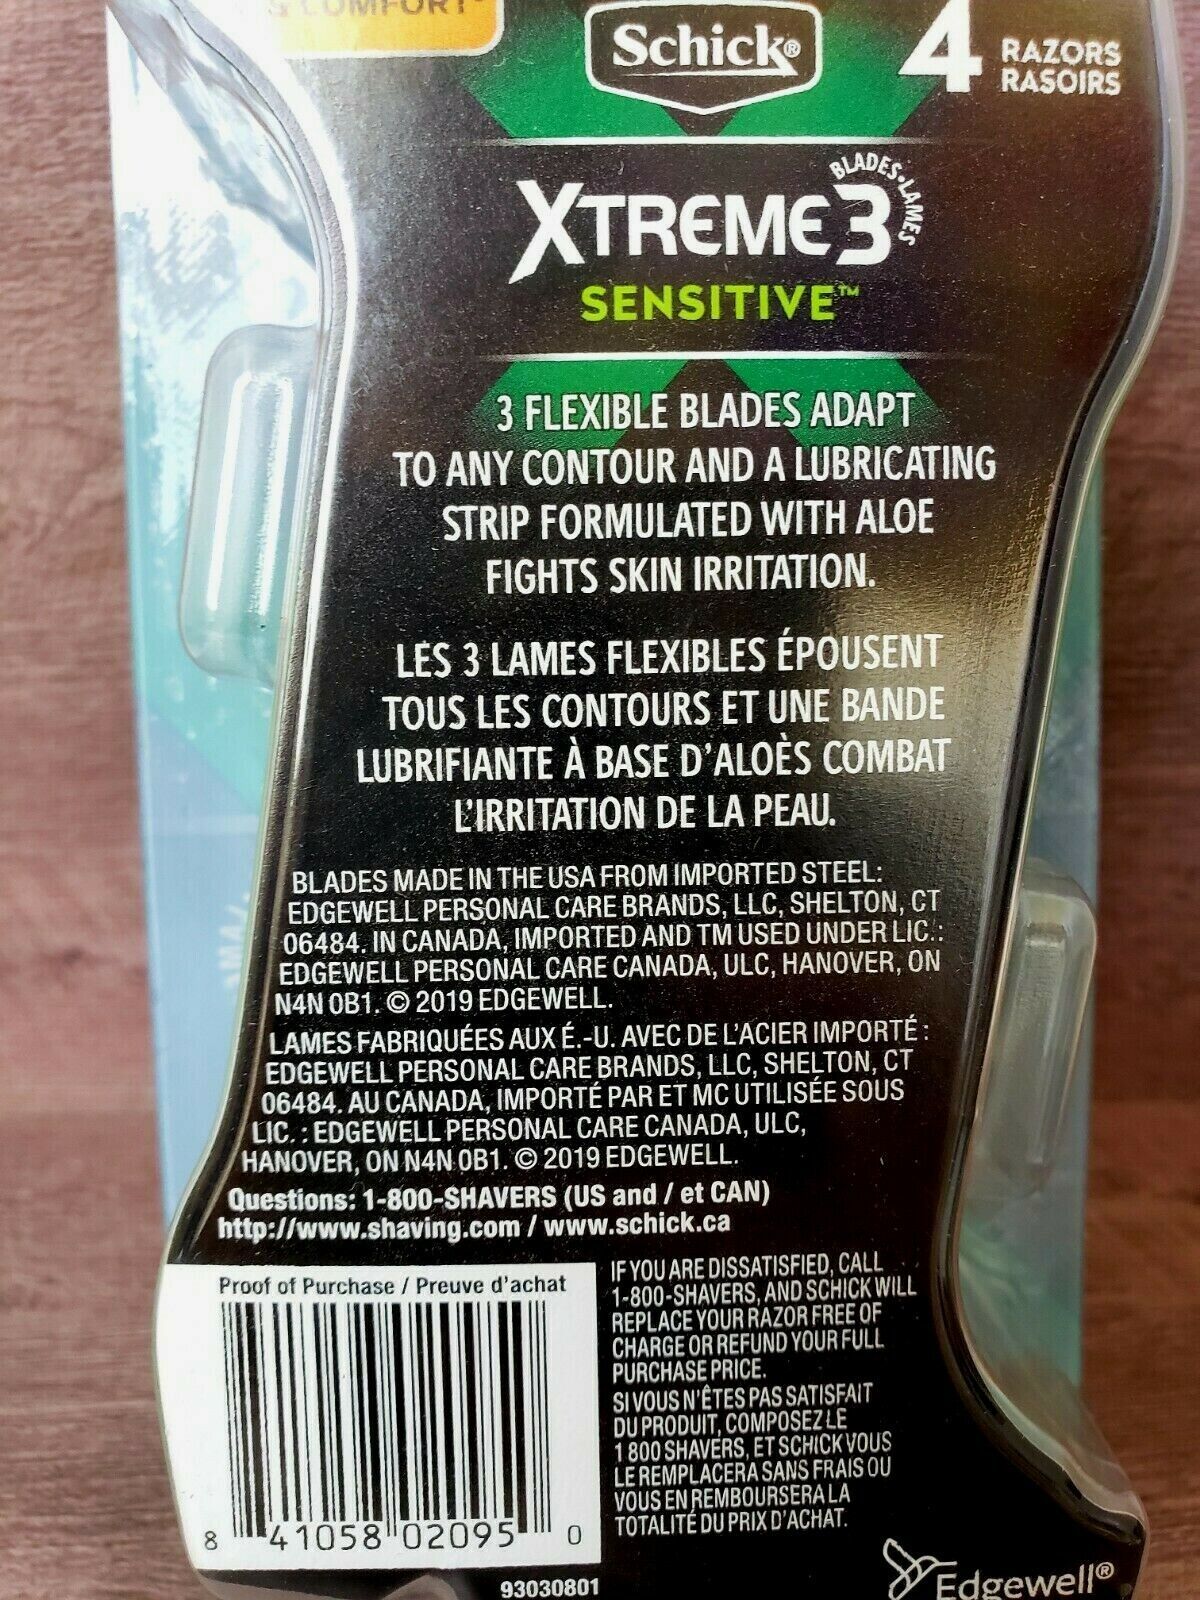 & COMFORT
Schick®
4 RAZORS
RASOIRS
XTREME3
BLADES•LAMES
SENSITIVE™
3 FLEXIBLE BLADES ADAPT
TO ANY CONTOUR AND A LUBRICATING
STRIP FORMULATED WITH ALOE
FIGHTS SKIN IRRITATION.
LES 3 LAMES FLEXIBLES ÉPOUSENT
TOUS LES CONTOURS ET UNE BANDE
LUBRIFIANTE À BASE D'ALOÈS COMBAT
L'IRRITATION DE LA PEAU.
BLADES MADE IN THE USA FROM IMPORTED STEEL:
EDGEWELL PERSONAL CARE BRANDS, LLC, SHELTON, CT
06484. IN CANADA, IMPORTED AND TM USED UNDER LIC.:
EDGEWELL PERSONAL CARE CANADA, ULC, HANOVER, ON
N4N 0B1. © 2019 EDGEWELL.
LAMES FABRIQUÉES AUX É.-U. AVEC DE L'ACIER IMPORTÉ :
EDGEWELL PERSONAL CARE BRANDS, LLC, SHELTON, CT
06484. AU CANADA, IMPORTÉ PAR ET MC UTILISÉE SOUS
LIC. : EDGEWELL PERSONAL CARE CANADA, ULC,
HANOVER, ON N4N 0B1. © 2019 EDGEWELL.
Questions: 1-800-SHAVERS (US and / et CAN)
http://www.shaving.com / www.schick.ca
Proof of Purchase / Preuve d'achat
8 41058 02095 0
93030801
IF YOU ARE DISSATISFIED, CALL
1-800-SHAVERS, AND SCHICK WILL
REPLACE YOUR RAZOR FREE OF
CHARGE OR REFUND YOUR FULL
PURCHASE PRICE.
SI VOUS N'ÊTES PAS SATISFAIT
DU PRODUIT, COMPOSEZ LE
1 800 SHAVERS, ET SCHICK VOUS
LE REMPLACERA SANS FRAIS OU
VOUS EN REMBOURSERA LA
TOTALITÉ DU PRIX D'ACHAT.
Edgewell®